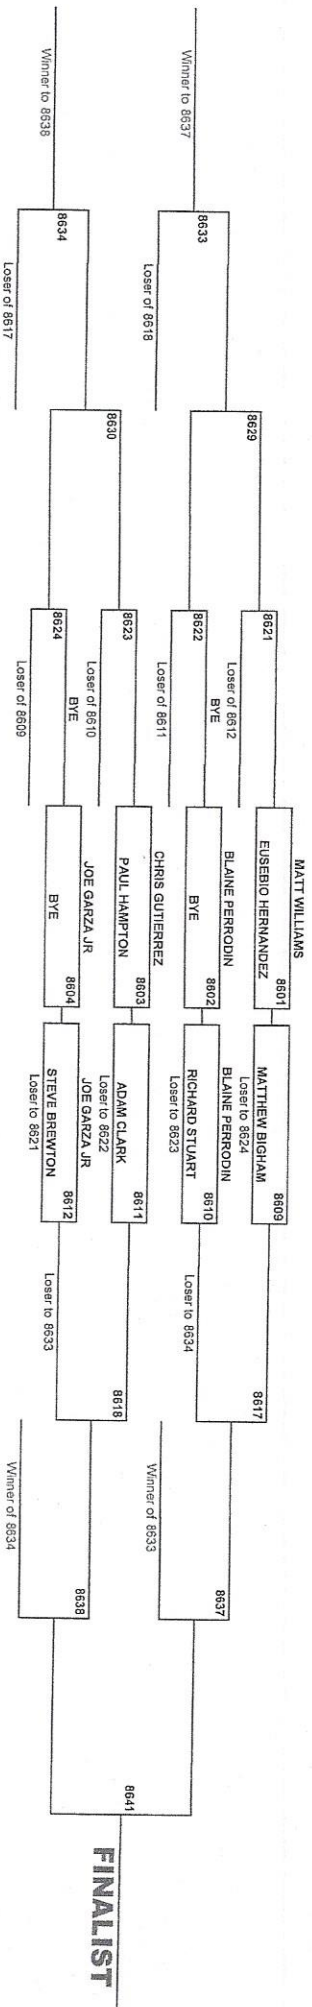 MATT WILLIAMS
8601
8609
EUSEBIO HERNANDEZ
MATTHEW BIGHAM
8621
Loser to 8624
8617
8629
Loser of 8612
BLAINE PERRODIN
BLAINE PERRODIN
BYE
8602
8610
8637
8633
8622
BYE
RICHARD STUART
Loser to 8634
Winner to 8637
Loser of 8611
Loser to 8623
Winner of 8633
Loser of 8618
CHRIS GUTIERREZ
8603
8611
PAUL HAMPTON
ADAM CLARK
8641
8623
Loser to 8622
8618
FINALIST
8630
Loser of 8610
JOE GARZA JR
JOE GARZA JR
BYE
8604
8612
8638
8634
8624
BYE
STEVE BREWTON
Loser to 8633
Winner to 8638
Loser of 8609
Loser to 8621
Winner of 8634
Loser of 8617